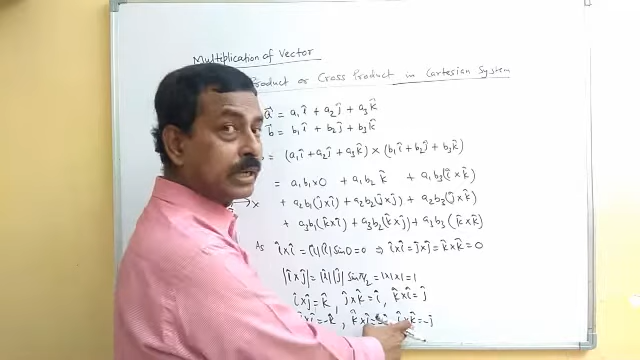 Multiplication of Vector
Product or Cross Product in Cartesian System
a⃗ = a₁î + a₂ĵ + a₃k̂
b⃗ = b₁î + b₂ĵ + b₃k̂
= (a₁î + a₂ĵ + a₃k̂) × (b₁î + b₂ĵ + b₃k̂)
= a₁b₁×0 + a₁b₂ k̂ + a₁b₃(î × k̂)
+ a₂b₁(ĵ×î) + a₂b₂(ĵ×ĵ) + a₂b₃(ĵ×k̂)
→ x
+ a₃b₁(k̂×î) + a₃b₂(k̂×ĵ) + a₃b₃(k̂×k̂)
As î×î = |î||î| sin0 = 0 ⇒ î×î = ĵ×ĵ = k̂×k̂ = 0
|î×ĵ| = |î||ĵ| sin π/2 = 1×1×1 = 1
î×ĵ = k̂, ĵ×k̂ = î, k̂×î = ĵ
×î = -k̂, k̂×ĵ = î×k̂ = -ĵ